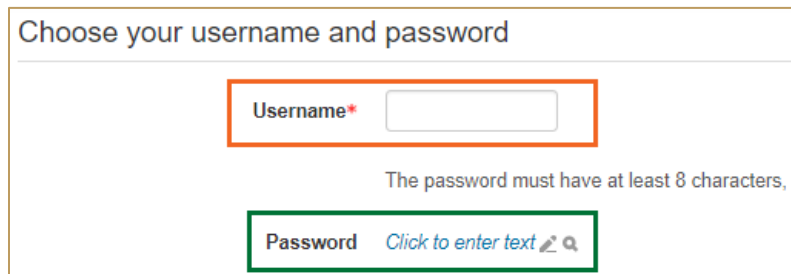 Choose your username and password
Username*
The password must have at least 8 characters,
Password Click to enter text